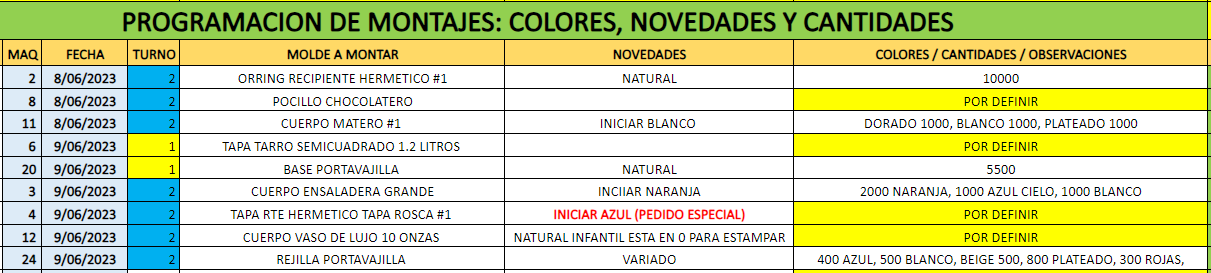 PROGRAMACION DE MONTAJES: COLORES, NOVEDADES Y CANTIDADES
MAQ FECHA TURNO MOLDE A MONTAR NOVEDADES COLORES / CANTIDADES / OBSERVACIONES
2 8/06/2023 2 ORRING RECIPIENTE HERMETICO #1 NATURAL 10000
8 8/06/2023 2 POCILLO CHOCOLATERO POR DEFINIR
11 8/06/2023 2 CUERPO MATERO #1 INICIAR BLANCO DORADO 1000, BLANCO 1000, PLATEADO 1000
6 9/06/2023 1 TAPA TARRO SEMICUADRADO 1.2 LITROS POR DEFINIR
20 9/06/2023 1 BASE PORTAVAJILLA NATURAL 5500
3 9/06/2023 2 CUERPO ENSALADERA GRANDE INCIIAR NARANJA 2000 NARANJA, 1000 AZUL CIELO, 1000 BLANCO
4 9/06/2023 2 TAPA RTE HERMETICO TAPA ROSCA #1 INICIAR AZUL (PEDIDO ESPECIAL) POR DEFINIR
12 9/06/2023 2 CUERPO VASO DE LUJO 10 ONZAS NATURAL INFANTIL ESTA EN 0 PARA ESTAMPAR POR DEFINIR
24 9/06/2023 2 REJILLA PORTAVAJILLA VARIADO 400 AZUL, 500 BLANCO, BEIGE 500, 800 PLATEADO, 300 ROJAS,